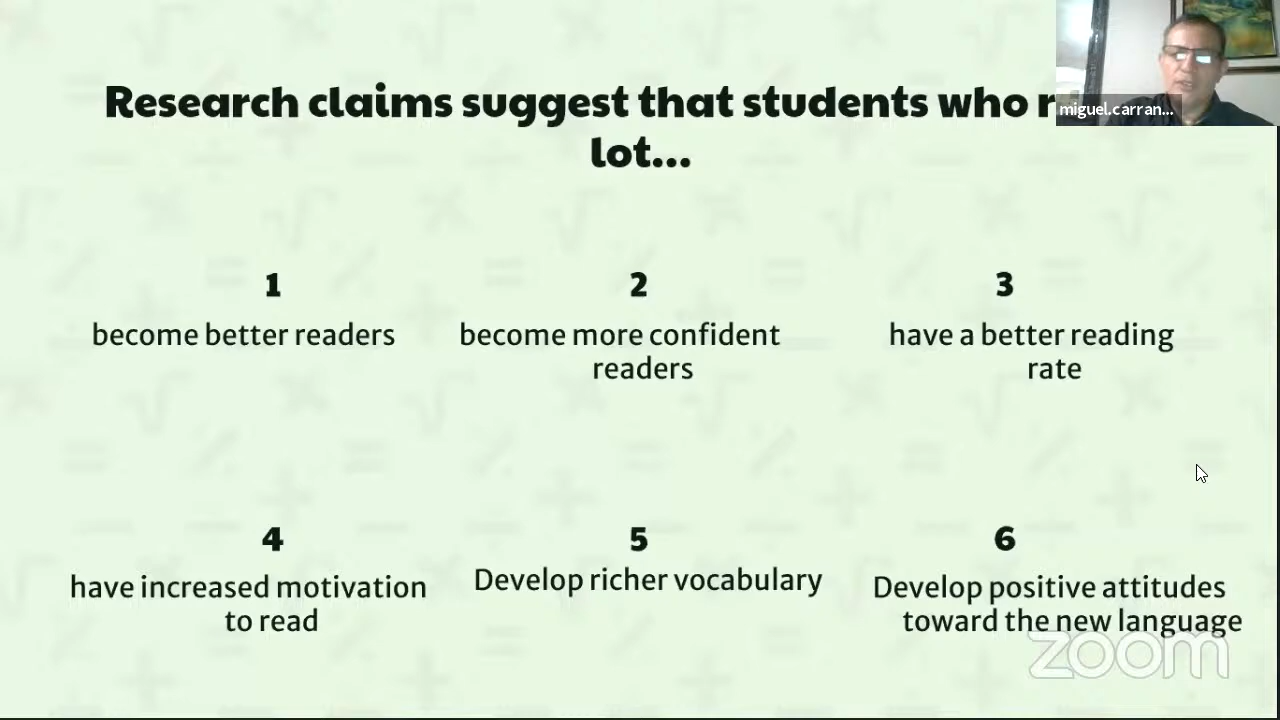 Research claims suggest that students who
lot...
miguel.carran...
1
become better readers
2
become more confident
readers
3
have a better reading
rate
4
have increased motivation
to read
5
Develop richer vocabulary
6
Develop positive attitudes
toward the new language
zoom